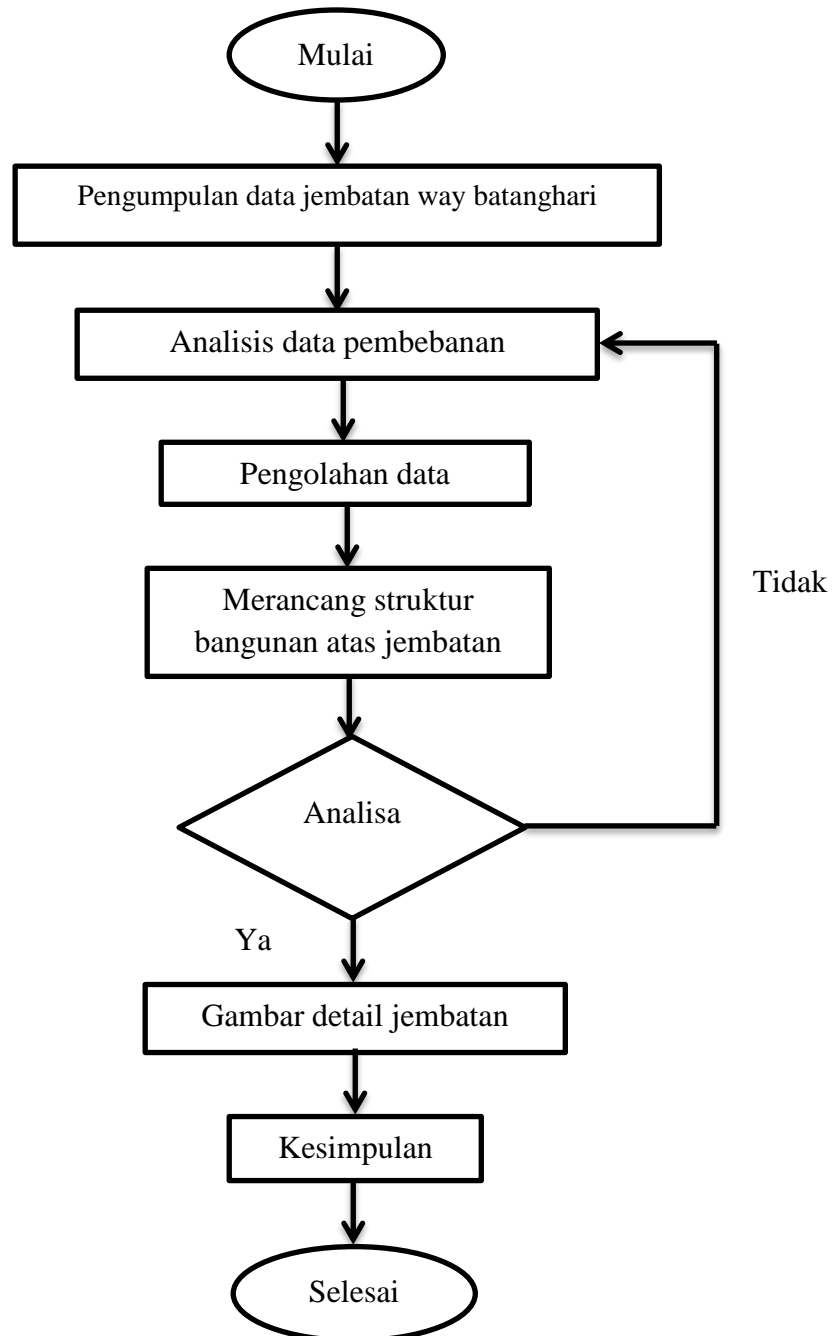 Mulai
Pengumpulan data jembatan way batanghari
Analisis data pembebanan
Pengolahan data
Merancang struktur
bangunan atas jembatan
Tidak
Analisa
Ya
Gambar detail jembatan
Kesimpulan
Selesai